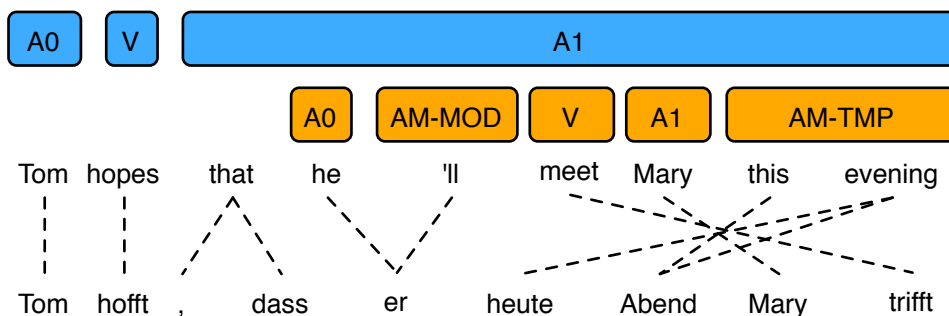 A0 V A1
A0 AM-MOD V A1 AM-TMP
Tom hopes that he 'll meet Mary this evening
Tom hofft , dass er heute Abend Mary trifft